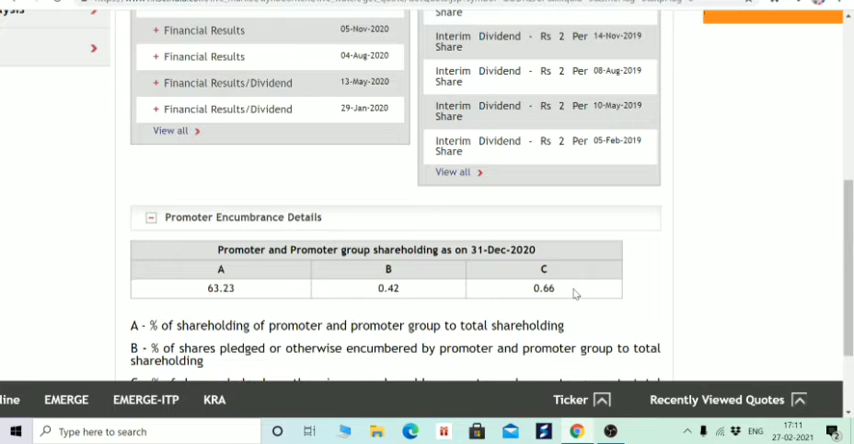 + Financial Results 05-Nov-2020
+ Financial Results 04-Aug-2020
+ Financial Results/Dividend 13-May-2020
+ Financial Results/Dividend 29-Jan-2020
View all
Share
Interim Dividend - Rs 2 Per 14-Nov-2019
Share
Interim Dividend - Rs 2 Per 08-Aug-2019
Share
Interim Dividend - Rs 2 Per 10-May-2019
Share
Interim Dividend - Rs 2 Per 05-Feb-2019
Share
View all
Promoter Encumbrance Details
Promoter and Promoter group shareholding as on 31-Dec-2020
A B C
63.23 0.42 0.66
A - % of shareholding of promoter and promoter group to total shareholding
B - % of shares pledged or otherwise encumbered by promoter and promoter group to total
shareholding
EMERGE EMERGE-ITP KRA Ticker Recently Viewed Quotes
Type here to search
ENG
17:11
27-02-2021
2